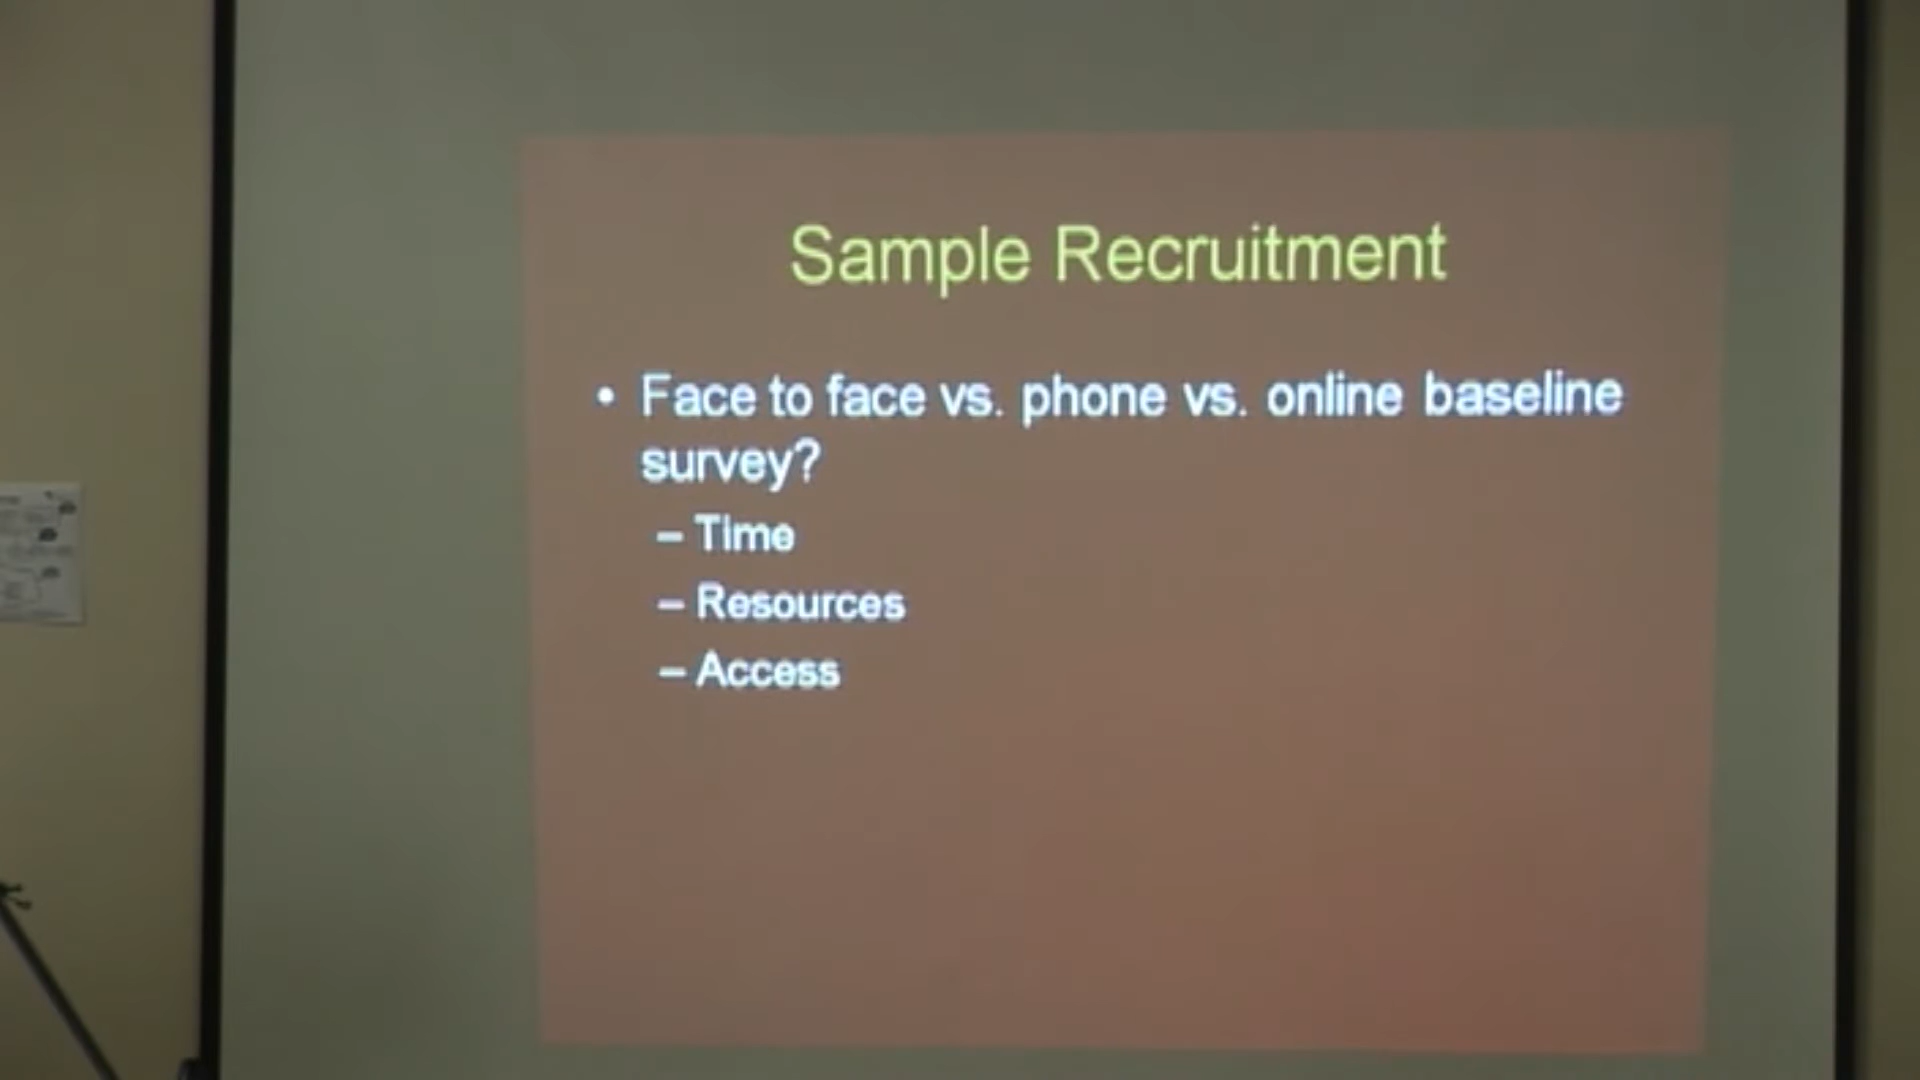 Sample Recruitment
• Face to face vs. phone vs. online baseline
survey?
– Time
– Resources
– Access